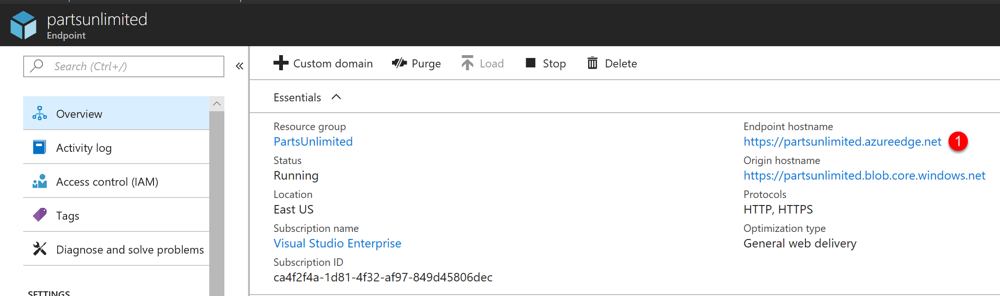 partsunlimited
Endpoint
Search (Ctrl+/)
«
Overview
Activity log
Access control (IAM)
Tags
Diagnose and solve problems
SETTINGS
Custom domain
Purge
Load
Stop
Delete
Essentials
Resource group
PartsUnlimited
Status
Running
Location
East US
Subscription name
Visual Studio Enterprise
Subscription ID
ca4f2f4a-1d81-4f32-af97-849d45806dec
Endpoint hostname
https://partsunlimited.azureedge.net 1
Origin hostname
https://partsunlimited.blob.core.windows.net
Protocols
HTTP, HTTPS
Optimization type
General web delivery